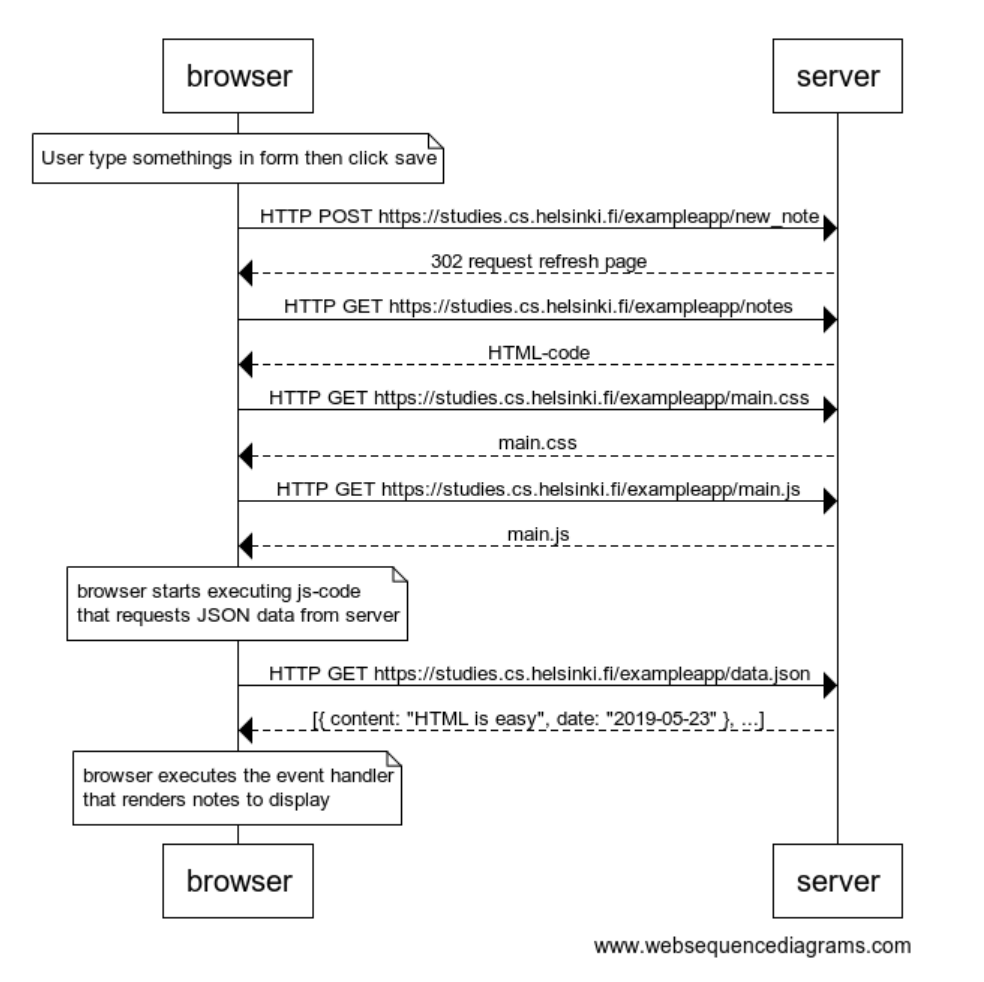 browser
server
User type somethings in form then click save
HTTP POST https://studies.cs.helsinki.fi/exampleapp/new_note
302 request refresh page
HTTP GET https://studies.cs.helsinki.fi/exampleapp/notes
HTML-code
HTTP GET https://studies.cs.helsinki.fi/exampleapp/main.css
main.css
HTTP GET https://studies.cs.helsinki.fi/exampleapp/main.js
main.js
browser starts executing js-code
that requests JSON data from server
HTTP GET https://studies.cs.helsinki.fi/exampleapp/data.json
[{ content: "HTML is easy", date: "2019-05-23" }, ...]
browser executes the event handler
that renders notes to display
browser
server
www.websequencediagrams.com